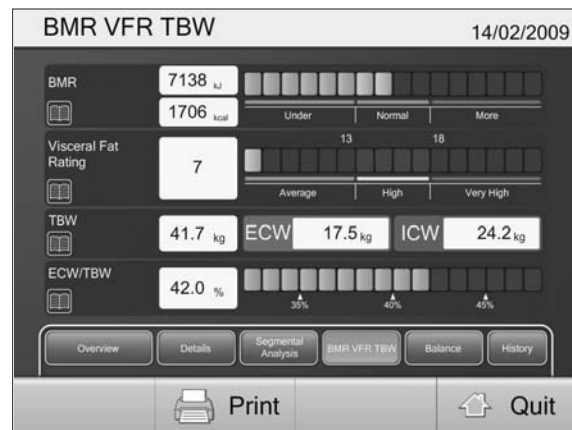 BMR VFR TBW
14/02/2009
BMR
7138 kJ
1706 kcal
Under Normal More
Visceral Fat
Rating
7
13 18
Average High Very High
TBW
41.7 kg
ECW 17.5 kg
ICW 24.2 kg
ECW/TBW
42.0 %
35% 40% 45%
Overview
Details
Segmental
Analysis
BMR VFR TBW
Balance
History
Print
Quit